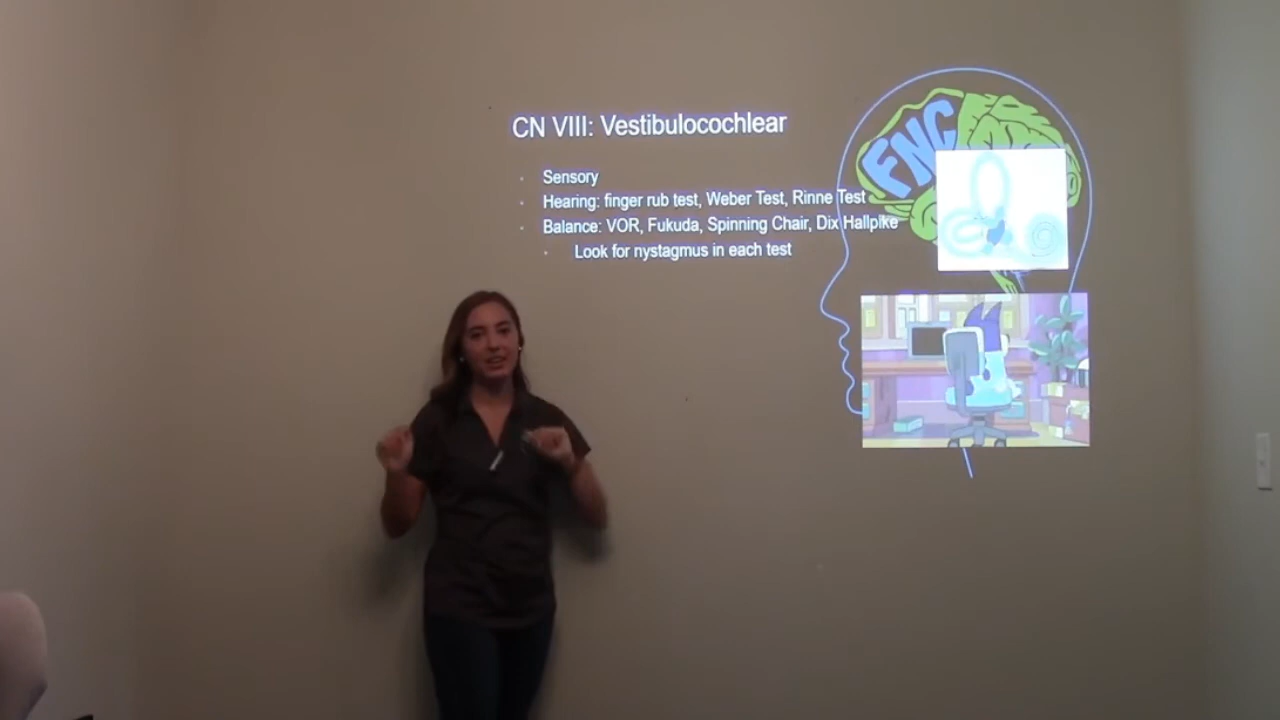 CN VIII: Vestibulocochlear
Sensory
Hearing: finger rub test, Weber Test, Rinne Test
Balance: VOR, Fukuda, Spinning Chair, Dix Hallpike
Look for nystagmus in each test
FNC